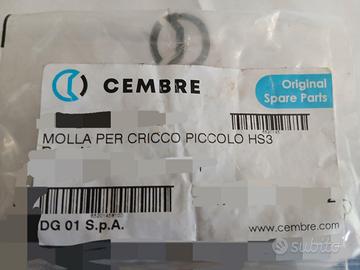 CEMBRE
Original
Spare Parts
MOLLA PER CRICCO PICCOLO HS3
DG 01 S.p.A.
www.cembre.com
subito